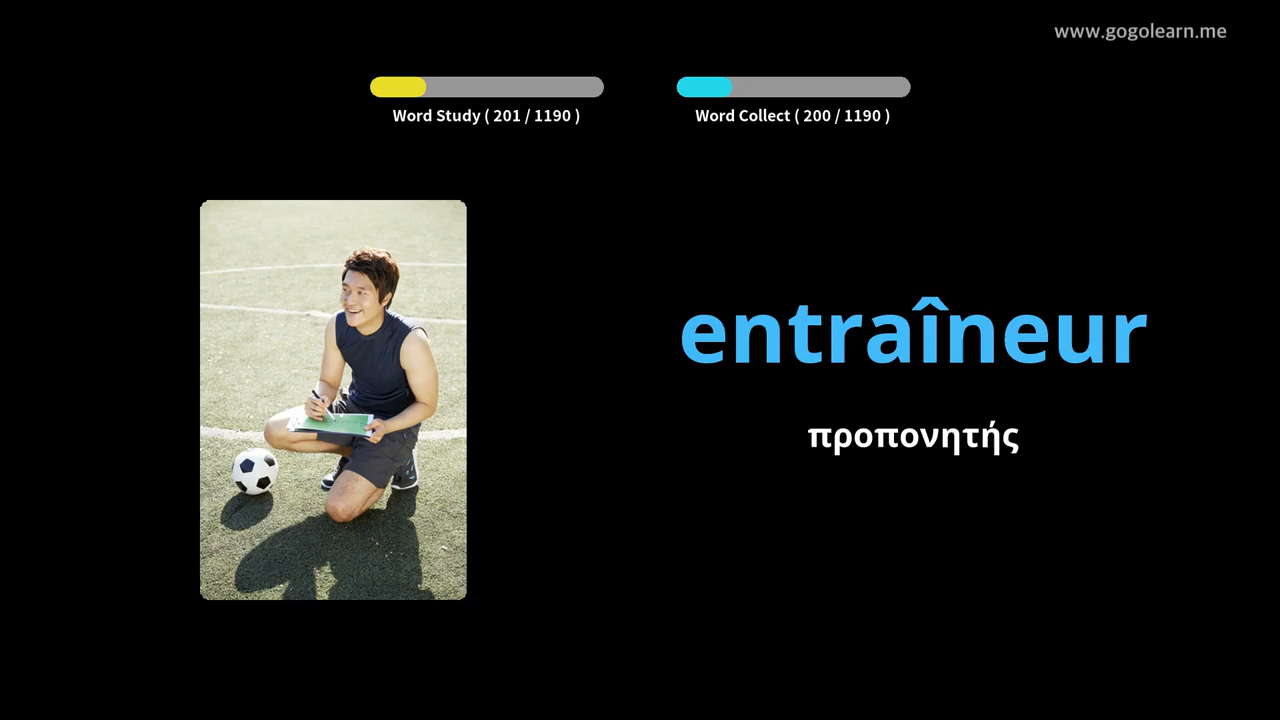 www.gogolearn.me
Word Study ( 201 / 1190 )
Word Collect ( 200 / 1190 )
entraîneur
προπονητής